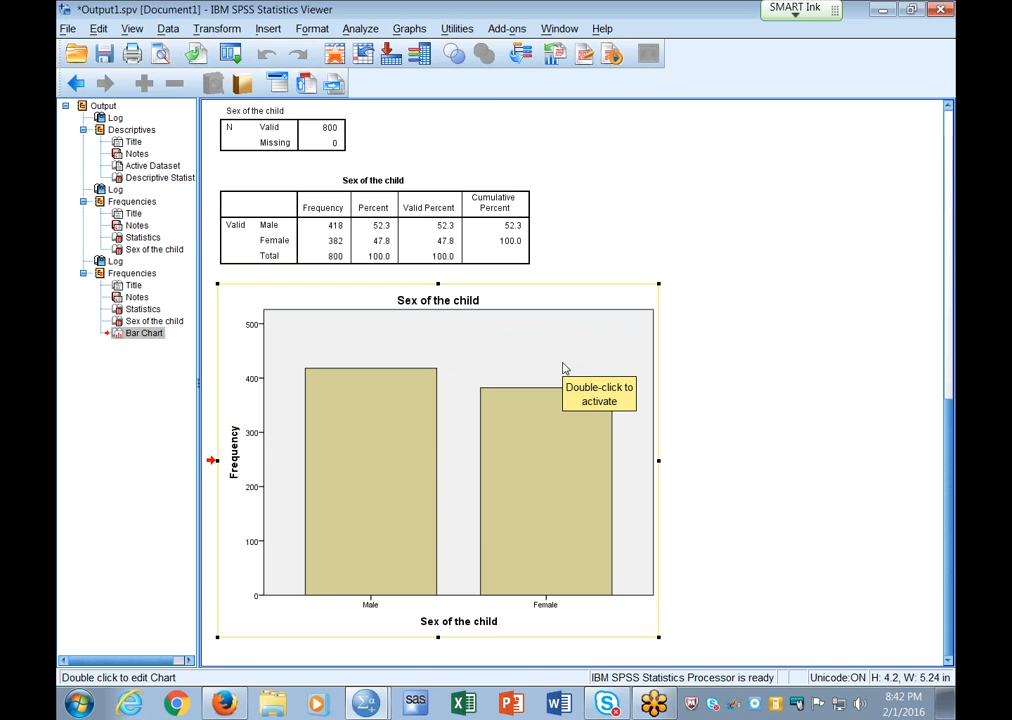 *Output1.spv [Document1] - IBM SPSS Statistics Viewer
SMART Ink
File Edit View Data Transform Insert Format Analyze Graphs Utilities Add-ons Window Help
Output
Log
Descriptives
Title
Notes
Active Dataset
Descriptive Statist
Log
Frequencies
Title
Notes
Statistics
Sex of the child
Log
Frequencies
Title
Notes
Statistics
Sex of the child
Bar Chart
Sex of the child
N Valid 800
Missing 0
Sex of the child
Frequency Percent Valid Percent Cumulative Percent
Valid Male 418 52.3 52.3 52.3
Female 382 47.8 47.8 100.0
Total 800 100.0 100.0
Sex of the child
500
400
300
200
100
0
Frequency
Double-click to
activate
Male Female
Sex of the child
Double click to edit Chart
IBM SPSS Statistics Processor is ready
Unicode:ON
H: 4.2, W: 5.24 in
Σα
sas
8:42 PM
2/1/2016